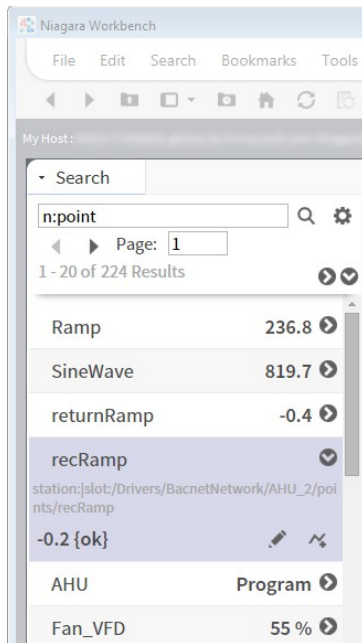 Niagara Workbench
File Edit Search Bookmarks Tools
My Host :
Search
n:point
Page: 1
1 - 20 of 224 Results
Ramp 236.8
SineWave 819.7
returnRamp -0.4
recRamp
station:|slot:/Drivers/BacnetNetwork/AHU_2/poi
nts/recRamp
-0.2 {ok}
AHU Program
Fan_VFD 55 %